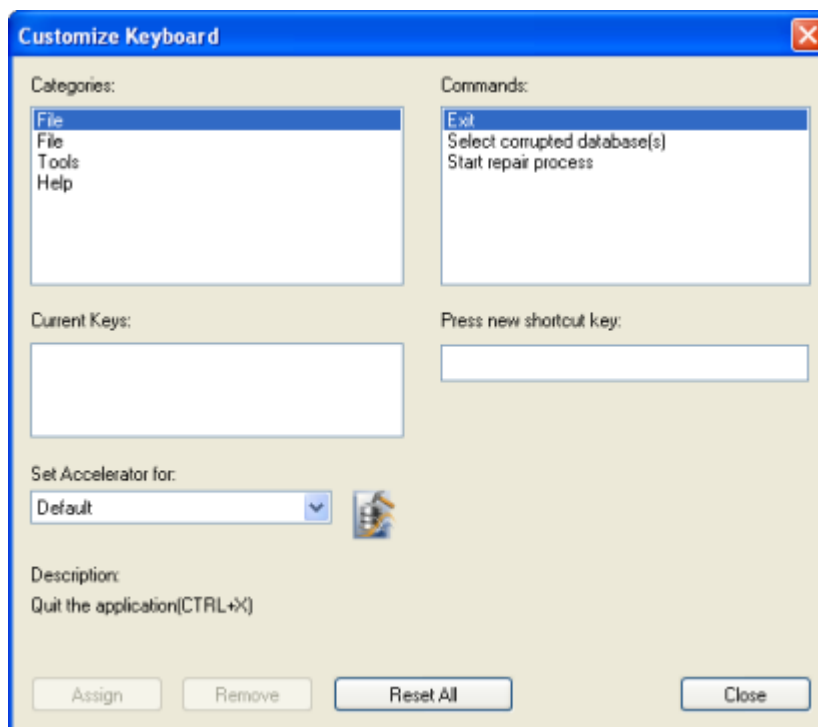 Customize Keyboard
Categories:
File
File
Tools
Help
Commands:
Exit
Select corrupted database(s)
Start repair process
Current Keys:
Press new shortcut key:
Set Accelerator for:
Default
Description:
Quit the application(CTRL+X)
Assign
Remove
Reset All
Close